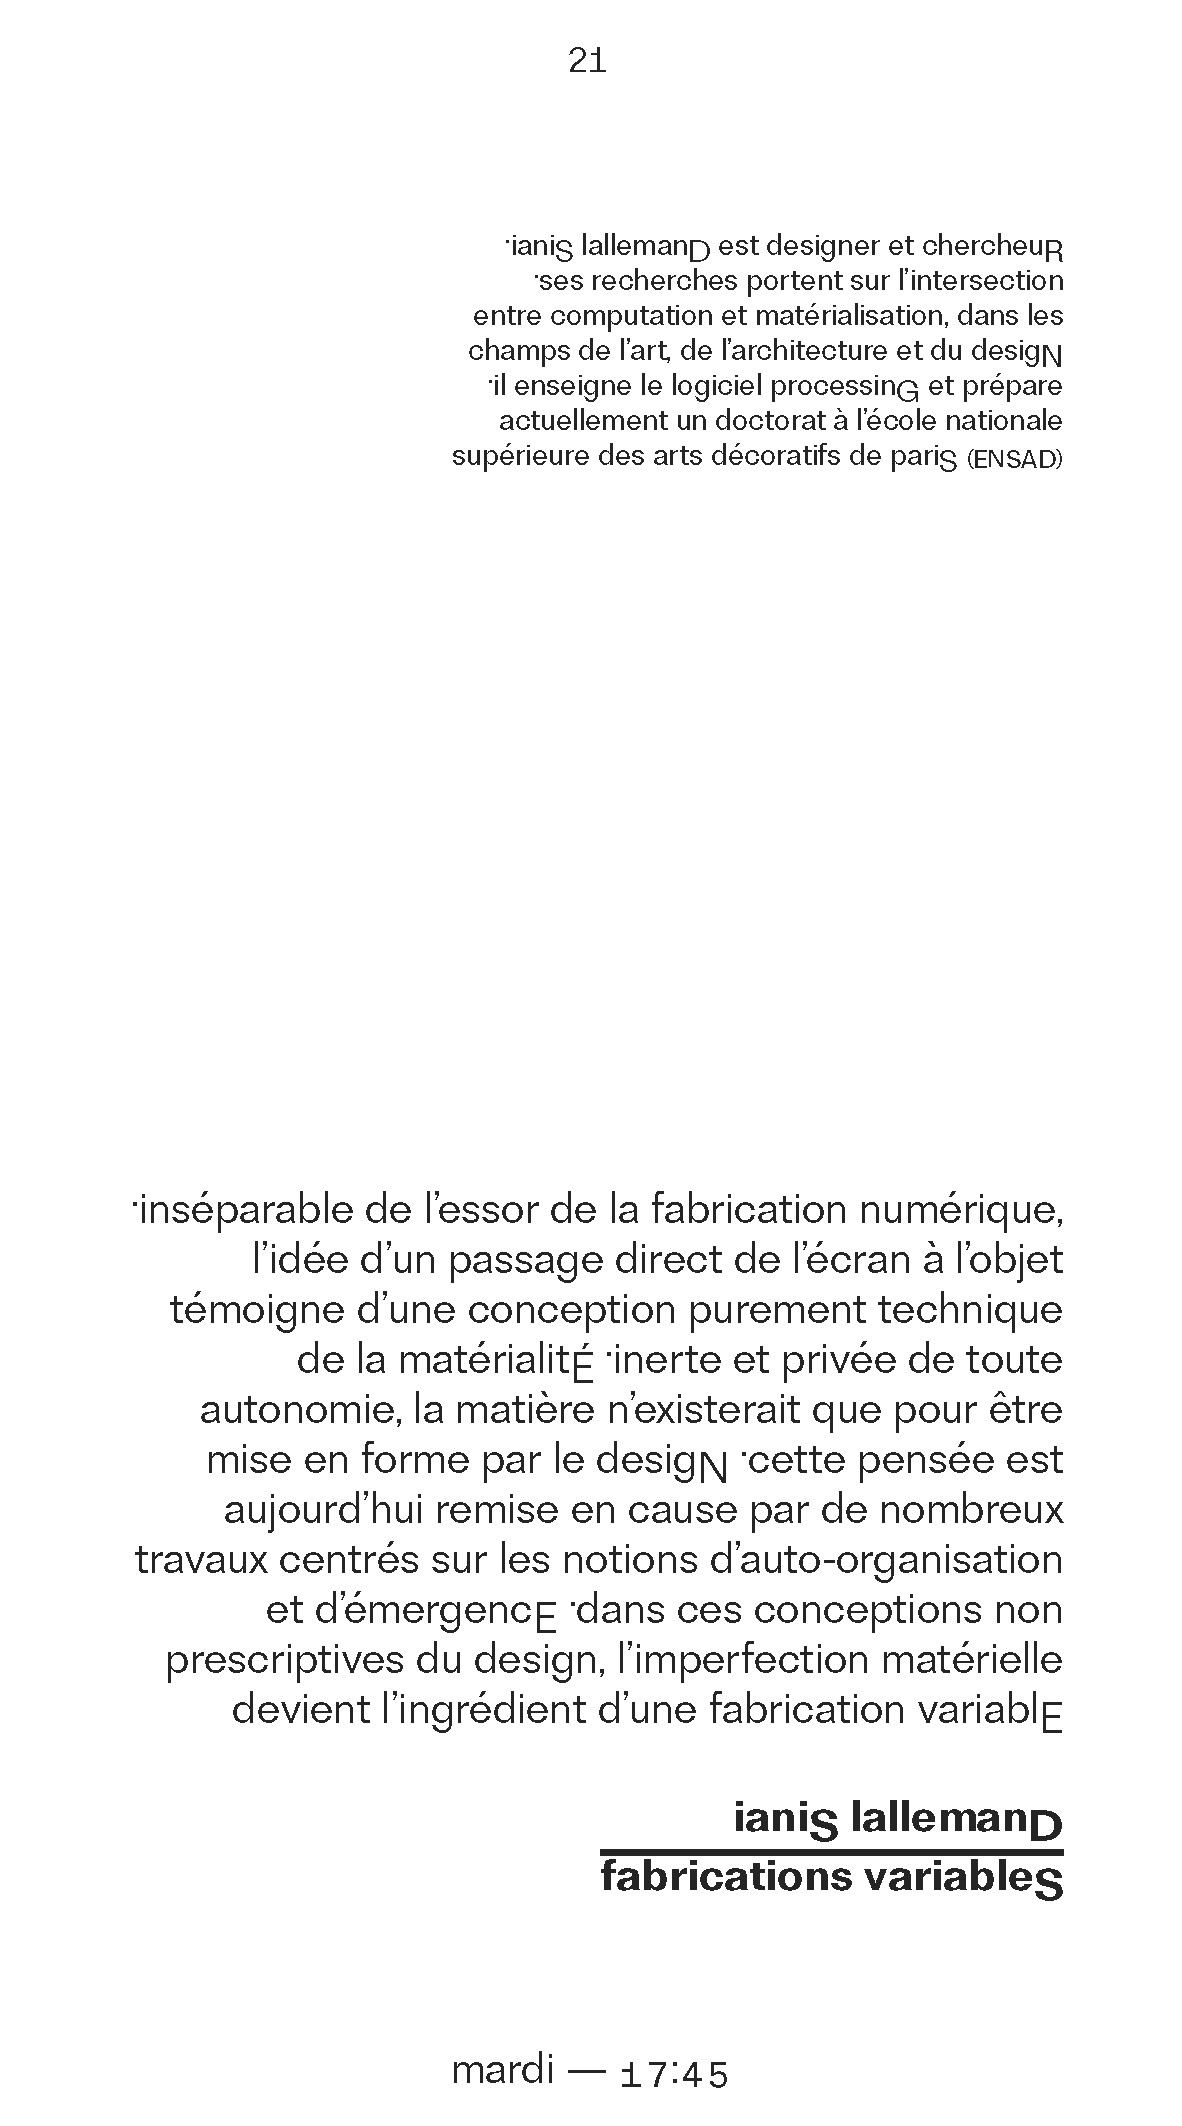 21
·ianiS lallemanD est designer et chercheuR
·ses recherches portent sur l’intersection
entre computation et matérialisation, dans les
champs de l’art, de l’architecture et du desigN
·il enseigne le logiciel processinG et prépare
actuellement un doctorat à l’école nationale
supérieure des arts décoratifs de pariS (ENSAD)
·inséparable de l’essor de la fabrication numérique,
l’idée d’un passage direct de l’écran à l’objet
témoigne d’une conception purement technique
de la matérialitÉ ·inerte et privée de toute
autonomie, la matière n’existerait que pour être
mise en forme par le desigN ·cette pensée est
aujourd’hui remise en cause par de nombreux
travaux centrés sur les notions d’auto-organisation
et d’émergencE ·dans ces conceptions non
prescriptives du design, l’imperfection matérielle
devient l’ingrédient d’une fabrication variablE
ianiS lallemanD
fabrications variableS
mardi — 17:45